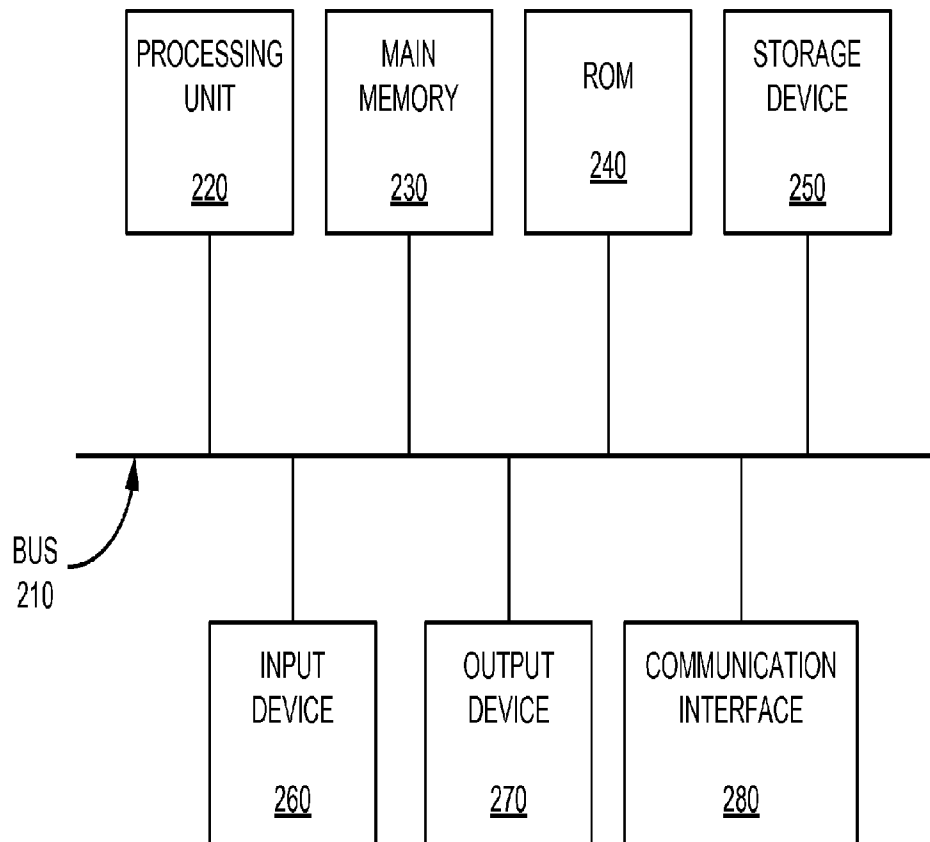 PROCESSING
UNIT
220
MAIN
MEMORY
230
ROM
240
STORAGE
DEVICE
250
BUS
210
INPUT
DEVICE
260
OUTPUT
DEVICE
270
COMMUNICATION
INTERFACE
280